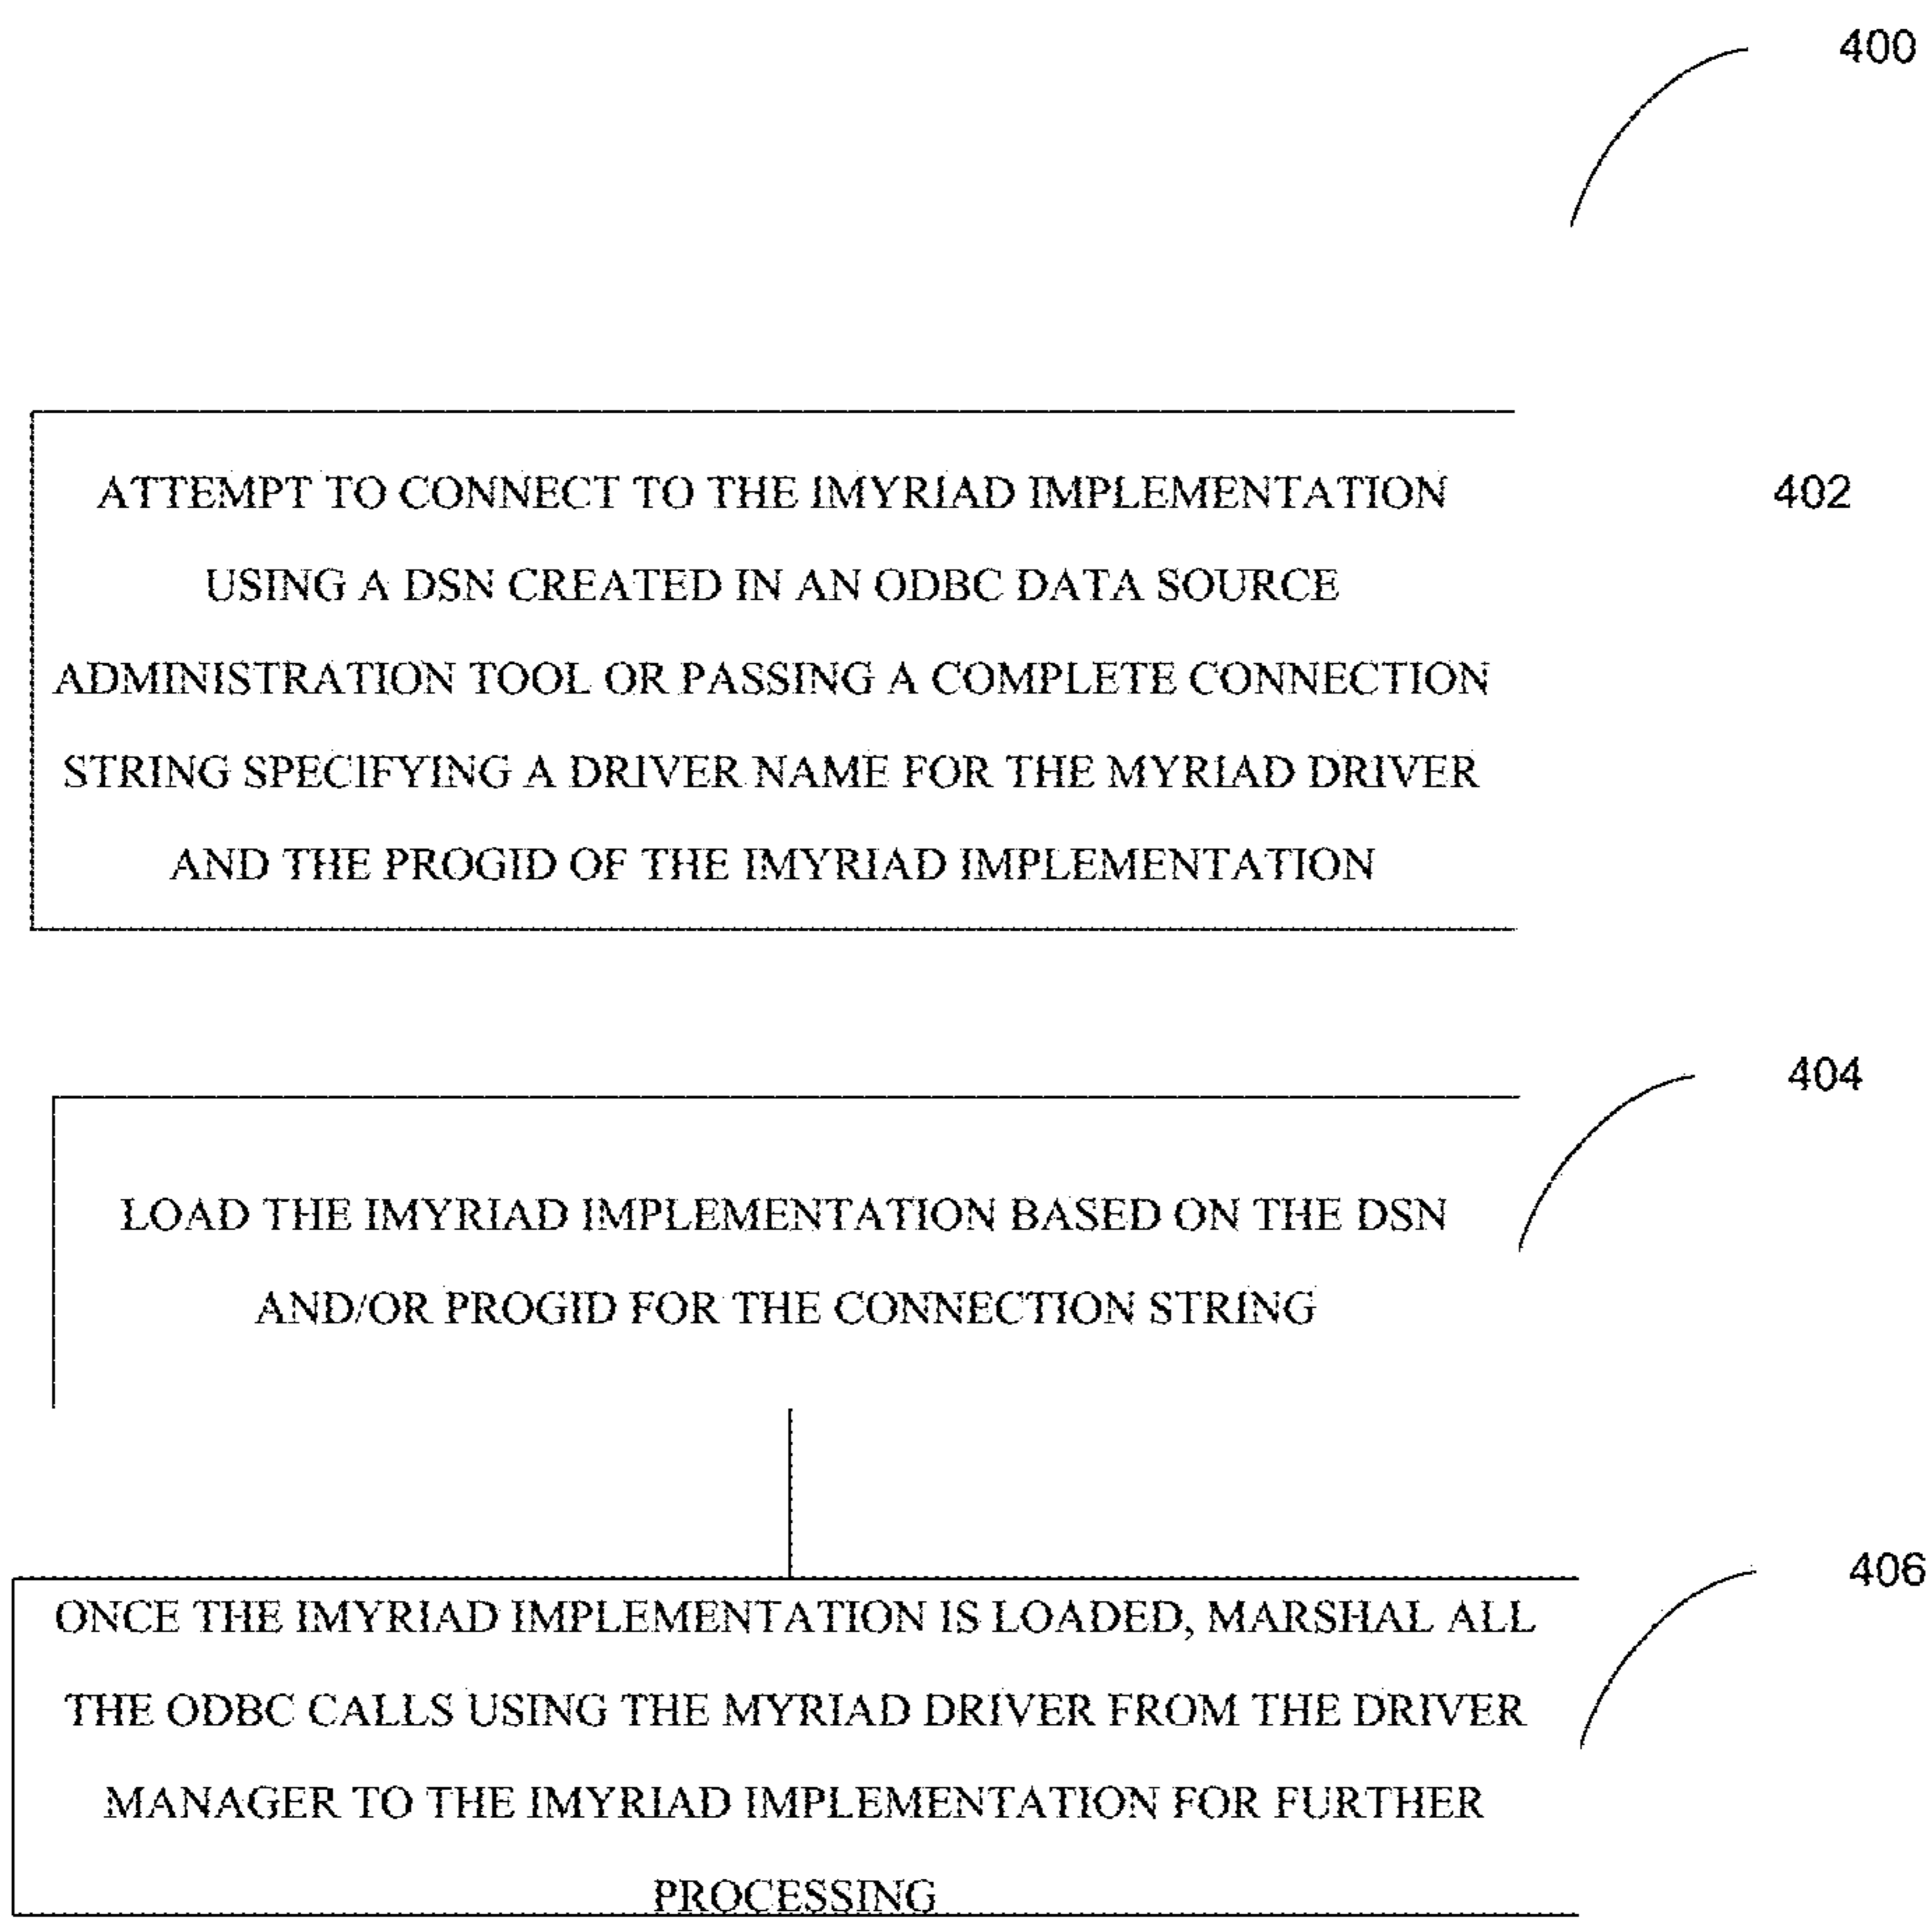 400
ATTEMPT TO CONNECT TO THE IMYRIAD IMPLEMENTATION
402
USING A DSN CREATED IN AN ODBC DATA SOURCE
ADMINISTRATION TOOL OR PASSING A COMPLETE CONNECTION
STRING SPECIFYING A DRIVER NAME FOR THE MYRIAD DRIVER
AND THE PROGID OF THE IMYRIAD IMPLEMENTATION
404
LOAD THE IMYRIAD IMPLEMENTATION BASED ON THE DSN
AND/OR PROGID FOR THE CONNECTION STRING
406
ONCE THE IMYRIAD IMPLEMENTATION IS LOADED, MARSHAL ALL
THE ODBC CALLS USING THE MYRIAD DRIVER FROM THE DRIVER
MANAGER TO THE IMYRIAD IMPLEMENTATION FOR FURTHER
PROCESSING